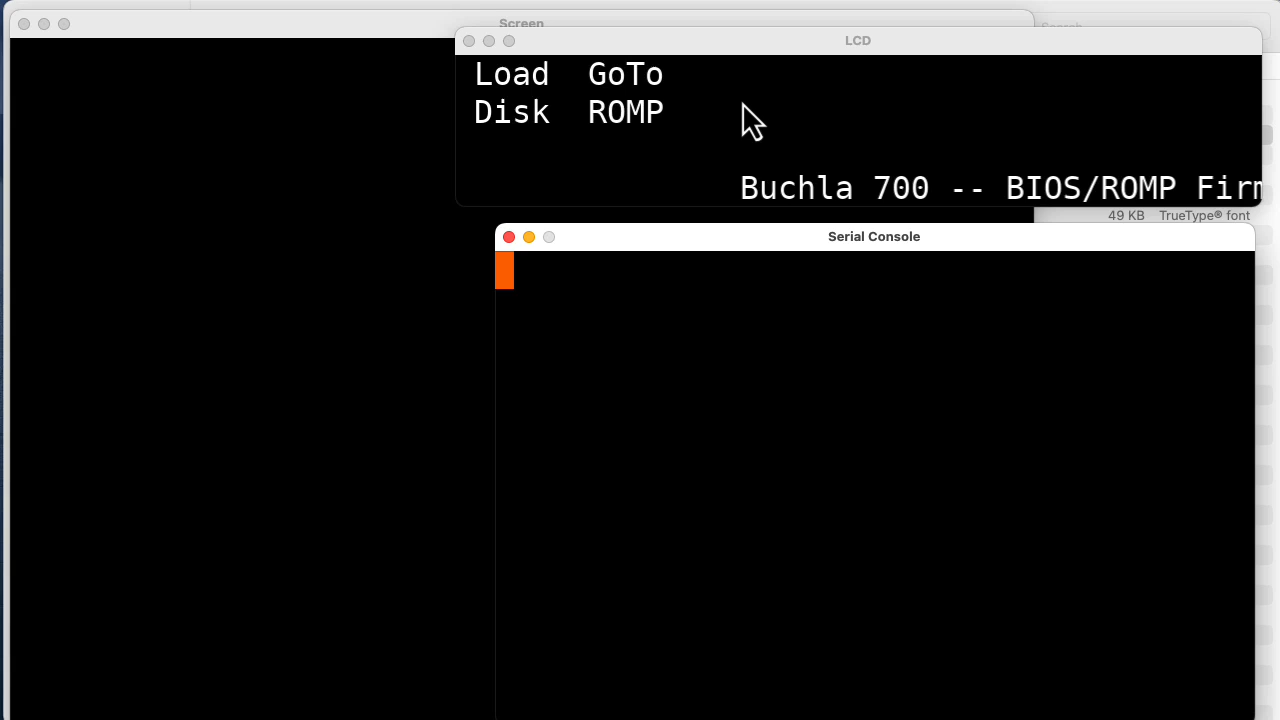 Screen
Search
LCD
Load GoTo
Disk ROMP
Buchla 700 -- BIOS/ROMP Firm
49 KB TrueType® font
Serial Console